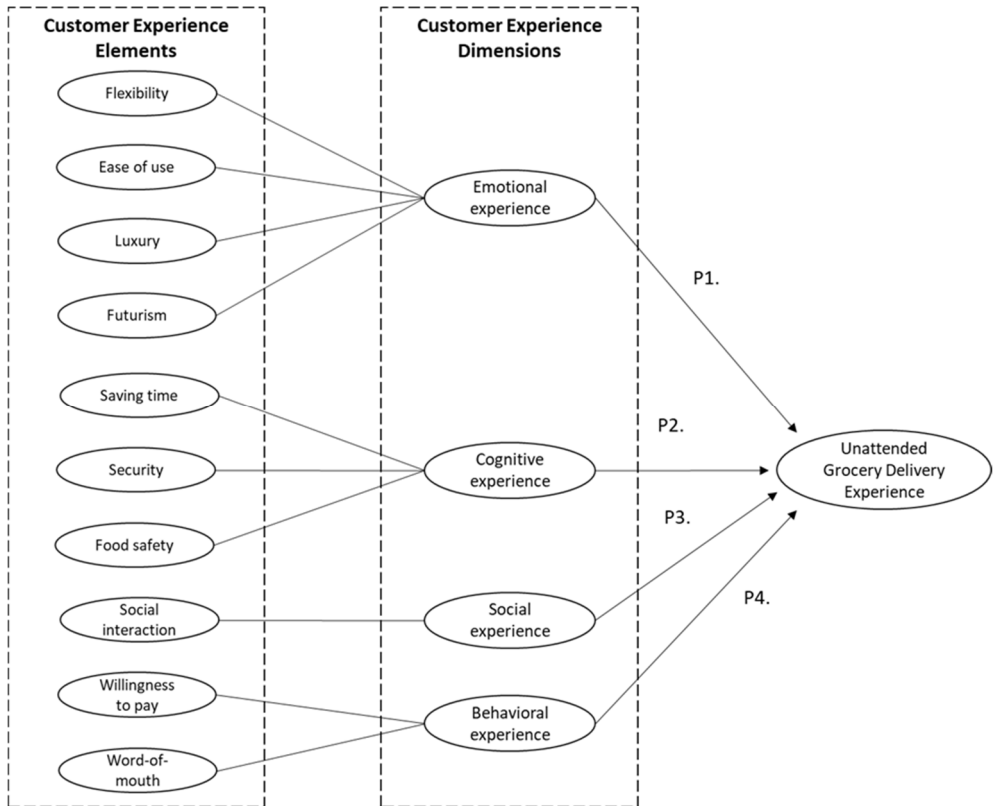 Customer Experience
Elements
Flexibility
Ease of use
Luxury
Futurism
Saving time
Security
Food safety
Social
interaction
Willingness
to pay
Word-of-
mouth
Customer Experience
Dimensions
Emotional
experience
Cognitive
experience
Social
experience
Behavioral
experience
P1.
P2.
P3.
P4.
Unattended
Grocery Delivery
Experience